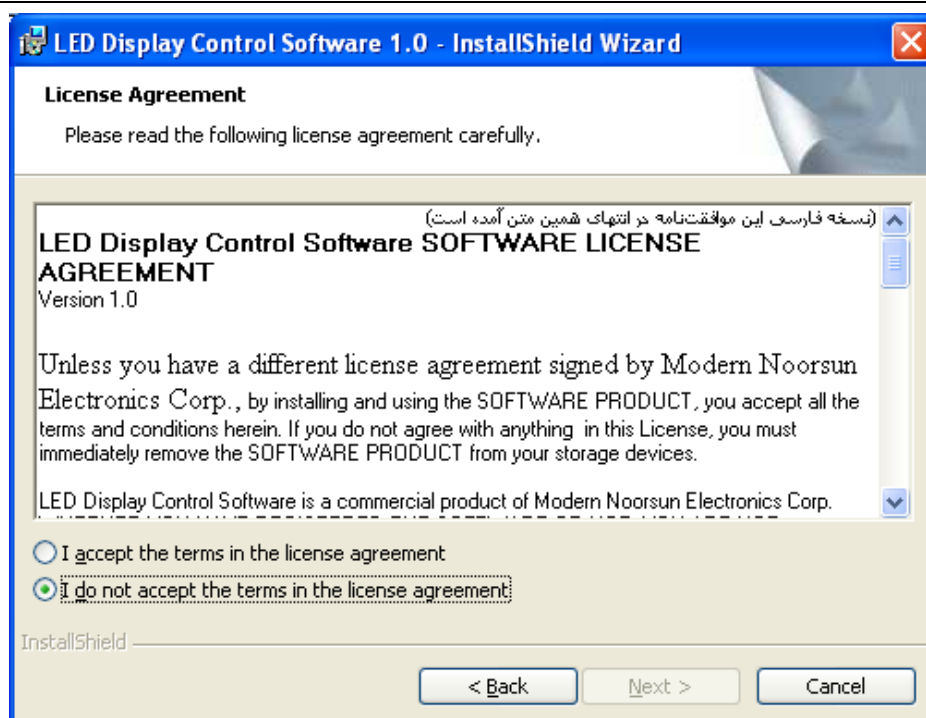 LED Display Control Software 1.0 - InstallShield Wizard
License Agreement
Please read the following license agreement carefully.
(نسخه فارسی این موافقت‌نامه در انتهای همین متن آمده است)
LED Display Control Software SOFTWARE LICENSE
AGREEMENT
Version 1.0
Unless you have a different license agreement signed by Modern Noorsun
Electronics Corp., by installing and using the SOFTWARE PRODUCT, you accept all the
terms and conditions herein. If you do not agree with anything  in this License, you must
immediately remove the SOFTWARE PRODUCT from your storage devices.
LED Display Control Software is a commercial product of Modern Noorsun Electronics Corp.
I accept the terms in the license agreement
I do not accept the terms in the license agreement
InstallShield
< Back
Next >
Cancel